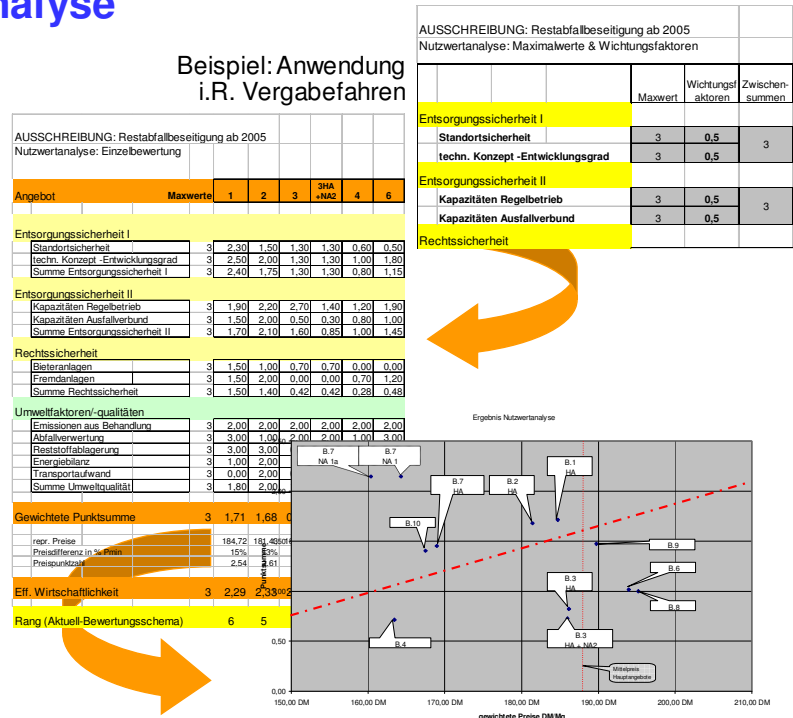 nalyse
Beispiel: Anwendung
i.R. Vergabefahren
AUSSCHREIBUNG: Restabfallbeseitigung ab 2005
Nutzwertanalyse: Maximalwerte & Wichtungsfaktoren
Maxwert Wichtungsf aktoren Zwischen- summen
Entsorgungssicherheit I
Standortsicherheit 3 0,5 3
techn. Konzept -Entwicklungsgrad 3 0,5
Entsorgungssicherheit II
Kapazitäten Regelbetrieb 3 0,5 3
Kapazitäten Ausfallverbund 3 0,5
Rechtssicherheit
AUSSCHREIBUNG: Restabfallbeseitigung ab 2005
Nutzwertanalyse: Einzelbewertung
Angebot Maxwerte 1 2 3 3HA +NA2 4 6
Entsorgungssicherheit I
Standortsicherheit 3 2,30 1,50 1,30 1,30 0,60 0,50
techn. Konzept -Entwicklungsgrad 3 2,50 2,00 1,30 1,30 1,00 1,80
Summe Entsorgungssicherheit I 3 2,40 1,75 1,30 1,30 0,80 1,15
Entsorgungssicherheit II
Kapazitäten Regelbetrieb 3 1,90 2,20 2,70 1,40 1,20 1,90
Kapazitäten Ausfallverbund 3 1,50 2,00 0,50 0,30 0,80 1,00
Summe Entsorgungssicherheit II 3 1,70 2,10 1,60 0,85 1,00 1,45
Rechtssicherheit
Bieteranlagen 3 1,50 1,00 0,70 0,70 0,00 0,00
Fremdanlagen 3 1,50 2,00 0,00 0,00 0,70 1,20
Summe Rechtssicherheit 3 1,50 1,40 0,42 0,42 0,28 0,48
Umweltfaktoren/-qualitäten
Emissionen aus Behandlung 3 2,00 2,00 2,00 2,00 2,00 2,00
Abfallverwertung 3 3,00 1,00 2,00 2,00 1,00 3,00
Reststoffablagerung 3 3,00 3,00
Energiebilanz 3 1,00 2,00
Transportaufwand 3 0,00 2,00
Summe Umweltqualität 3 1,80 2,00
Gewichtete Punktsumme 3 1,71 1,68
repr. Preise 184,72
Preisdifferenz in % Pmin 15%
Preispunktzahl 2,54 2,61
Eff. Wirtschaftlichkeit 3 2,29 2,33
Rang (Aktuell-Bewertungsschema) 6 5
Ergebnis Nutzwertanalyse
B.7 NA 1a
B.7 NA 1
B.7 HA
B.2 HA
B.1 HA
B.10
B.9
B.3 HA
B.6
B.8
B.4
B.3 HA + NA2
Mittelpreis Hauptangebote
Punktsumme
0,50
0,00
150,00 DM 160,00 DM 170,00 DM 180,00 DM 190,00 DM 200,00 DM 210,00 DM
gewichtete Preise DM/Mg